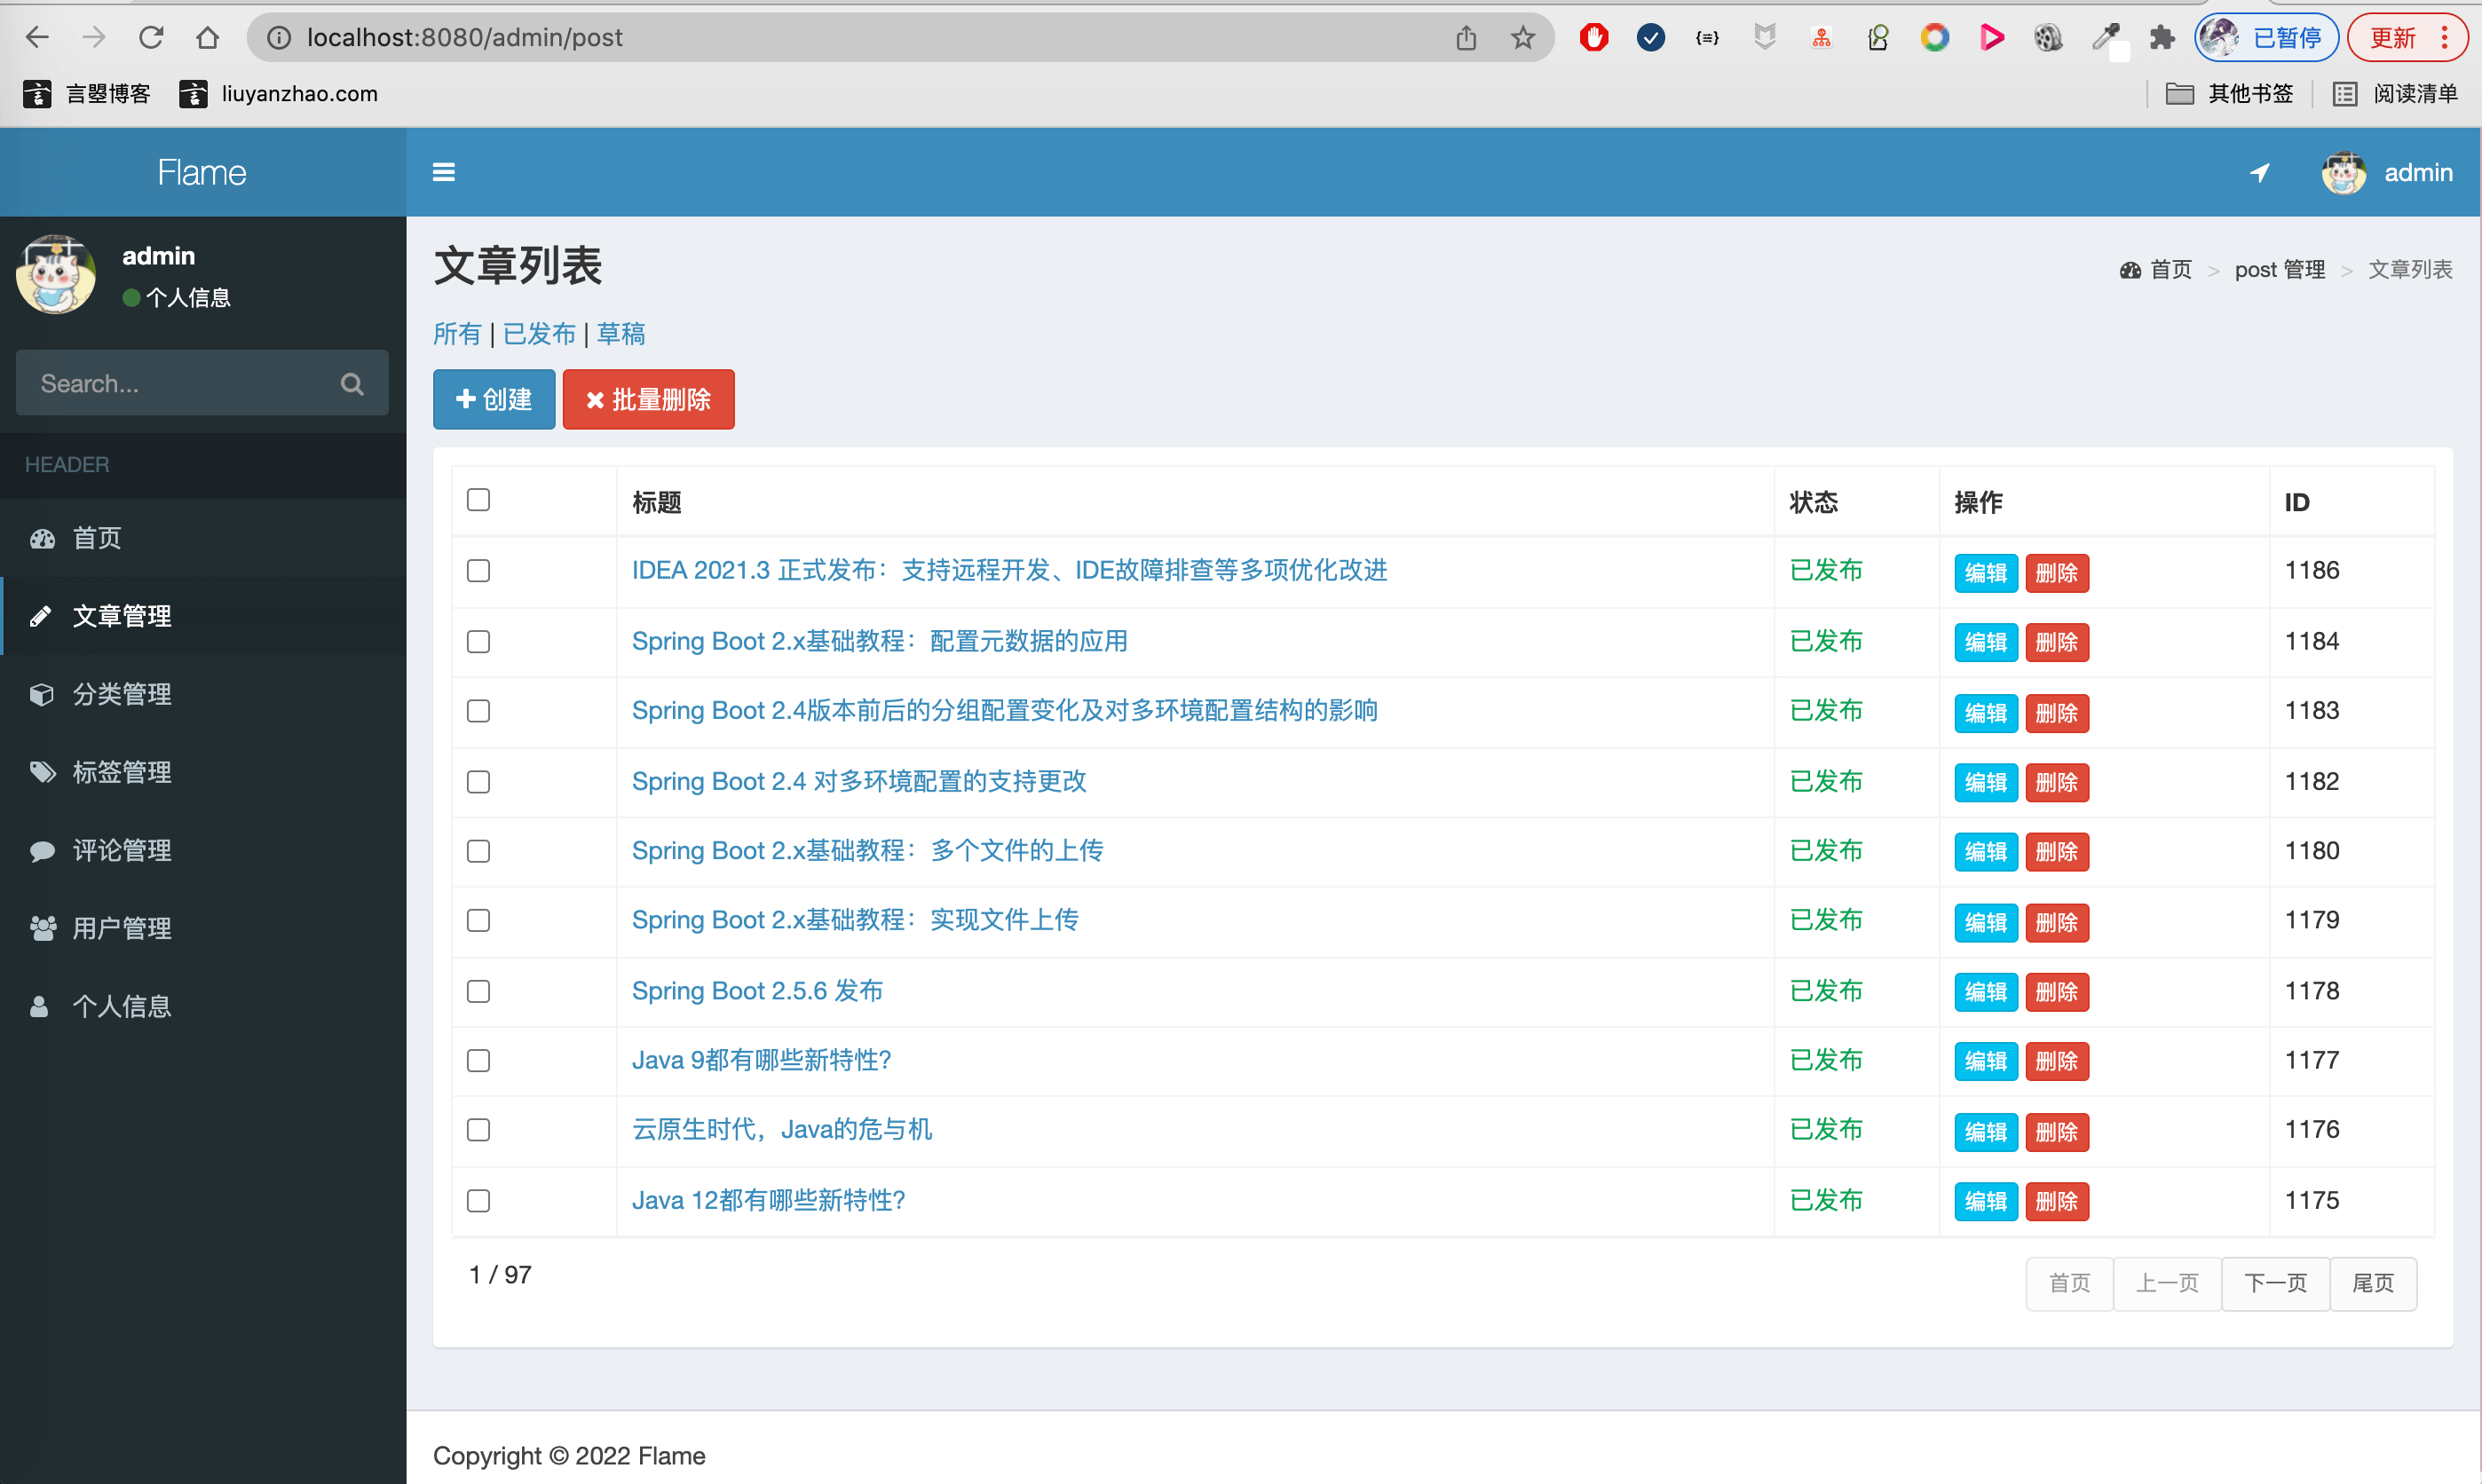 localhost:8080/admin/post
已暂停
更新
言曌博客
liuyanzhao.com
其他书签
阅读清单
Flame
admin
admin
个人信息
Search...
HEADER
首页
文章管理
分类管理
标签管理
评论管理
用户管理
个人信息
文章列表
首页 > post 管理 > 文章列表
所有 | 已发布 | 草稿
创建 批量删除
标题 状态 操作 ID
IDEA 2021.3 正式发布：支持远程开发、IDE故障排查等多项优化改进 已发布 编辑 删除 1186
Spring Boot 2.x基础教程：配置元数据的应用 已发布 编辑 删除 1184
Spring Boot 2.4版本前后的分组配置变化及对多环境配置结构的影响 已发布 编辑 删除 1183
Spring Boot 2.4 对多环境配置的支持更改 已发布 编辑 删除 1182
Spring Boot 2.x基础教程：多个文件的上传 已发布 编辑 删除 1180
Spring Boot 2.x基础教程：实现文件上传 已发布 编辑 删除 1179
Spring Boot 2.5.6 发布 已发布 编辑 删除 1178
Java 9都有哪些新特性? 已发布 编辑 删除 1177
云原生时代，Java的危与机 已发布 编辑 删除 1176
Java 12都有哪些新特性? 已发布 编辑 删除 1175
1 / 97
首页 上一页 下一页 尾页
Copyright © 2022 Flame